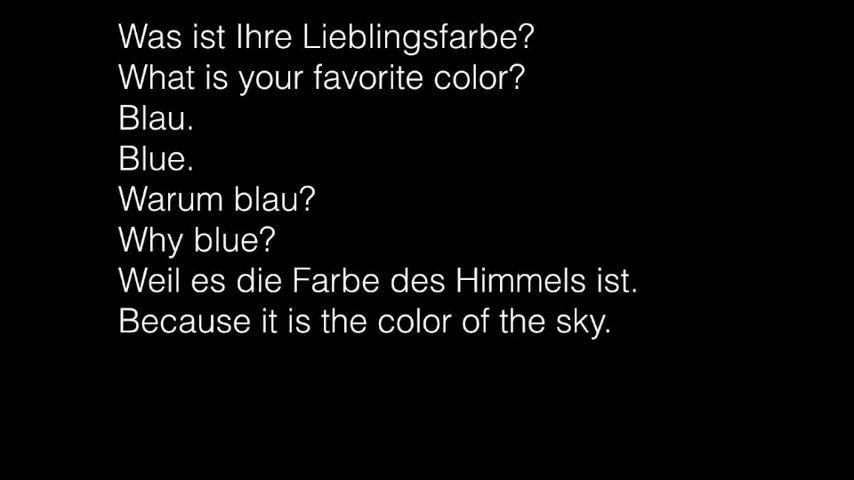 Was ist Ihre Lieblingsfarbe?
What is your favorite color?
Blau.
Blue.
Warum blau?
Why blue?
Weil es die Farbe des Himmels ist.
Because it is the color of the sky.